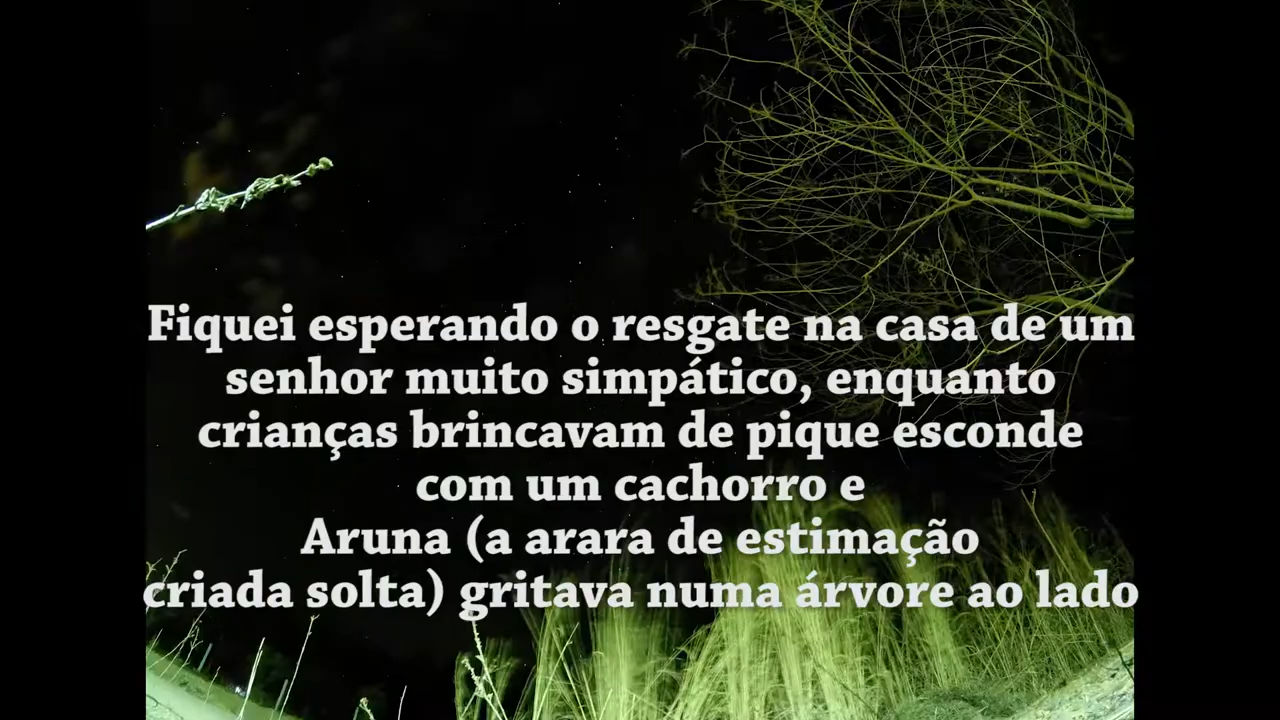 Fiquei esperando o resgate na casa de um
senhor muito simpático, enquanto
crianças brincavam de pique esconde
com um cachorro e
Aruna (a arara de estimação
criada solta) gritava numa árvore ao lado